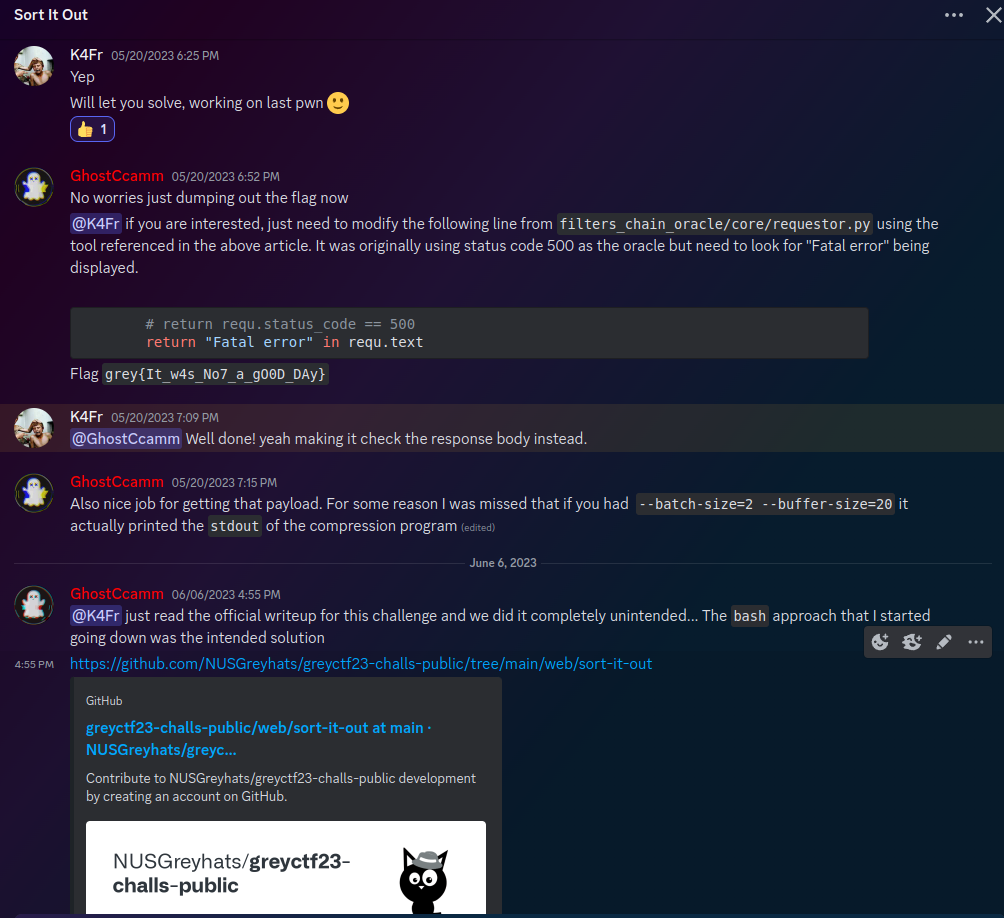 Sort It Out
K4Fr 05/20/2023 6:25 PM
Yep
Will let you solve, working on last pwn
1
GhostCcamm 05/20/2023 6:52 PM
No worries just dumping out the flag now
@K4Fr if you are interested, just need to modify the following line from filters_chain_oracle/core/requestor.py using the
tool referenced in the above article. It was originally using status code 500 as the oracle but need to look for "Fatal error" being
displayed.
# return requ.status_code == 500
return "Fatal error" in requ.text
Flag grey{It_w4s_No7_a_gO0D_DAy}
K4Fr 05/20/2023 7:09 PM
@GhostCcamm Well done! yeah making it check the response body instead.
GhostCcamm 05/20/2023 7:15 PM
Also nice job for getting that payload. For some reason I was missed that if you had --batch-size=2 --buffer-size=20 it
actually printed the stdout of the compression program (edited)
June 6, 2023
GhostCcamm 06/06/2023 4:55 PM
@K4Fr just read the official writeup for this challenge and we did it completely unintended... The bash approach that I started
going down was the intended solution
4:55 PM https://github.com/NUSGreyhats/greyctf23-challs-public/tree/main/web/sort-it-out
GitHub
greyctf23-challs-public/web/sort-it-out at main ·
NUSGreyhats/greyc...
Contribute to NUSGreyhats/greyctf23-challs-public development
by creating an account on GitHub.
NUSGreyhats/greyctf23-
challs-public